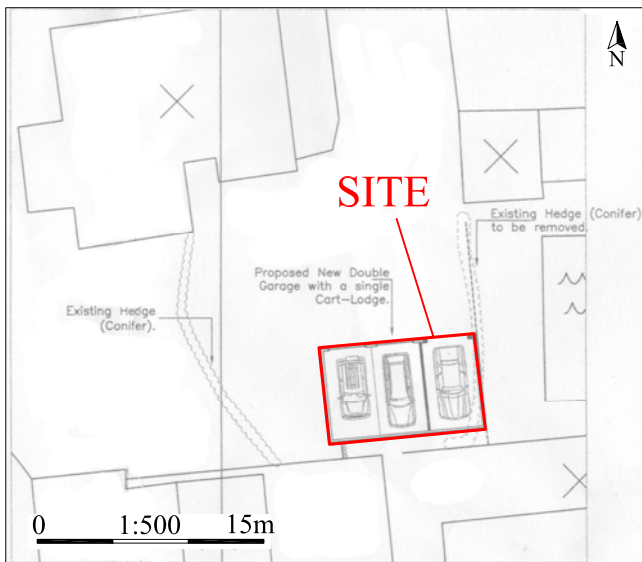 N
SITE
Existing Hedge (Conifer)
to be removed.
Proposed New Double
Garage with a single
Cart-Lodge.
Existing Hedge
(Conifer).
0 1:500 15m